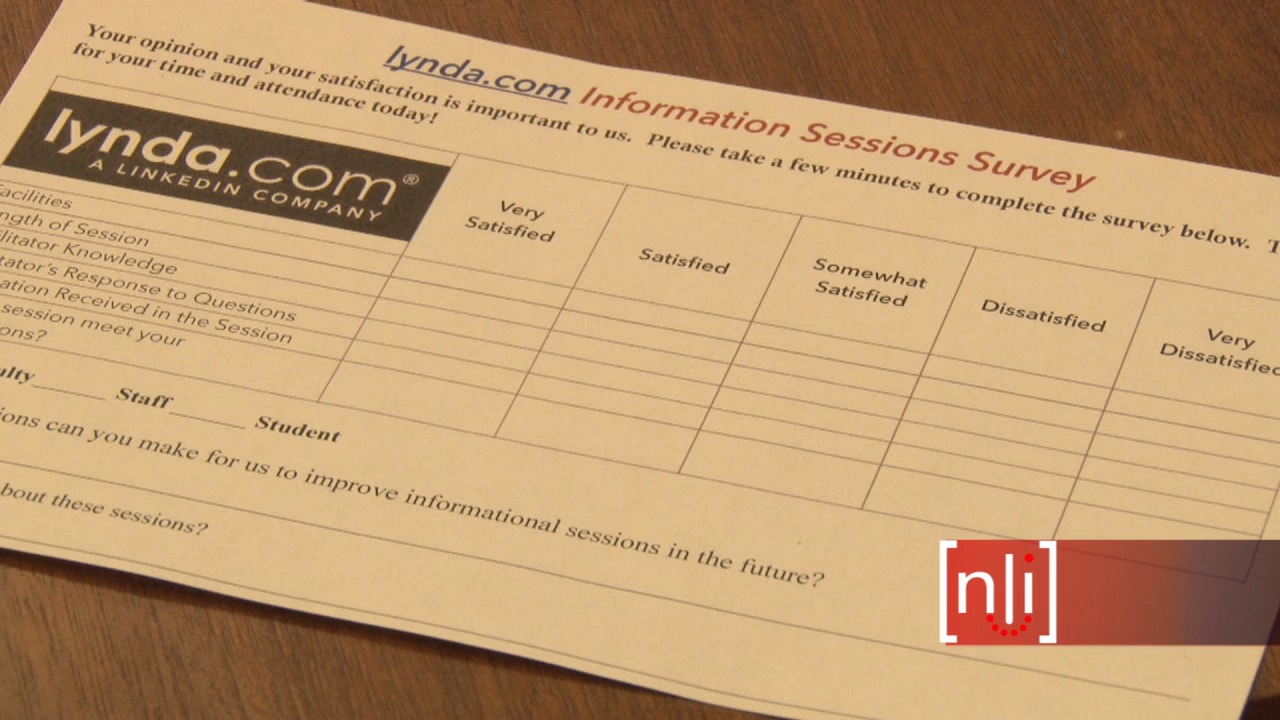 lynda.com Information Sessions Survey
Your opinion and your satisfaction is important to us. Please take a few minutes to complete the survey below.
for your time and attendance today!
lynda.com®
A LINKEDIN COMPANY
Very
Satisfied
Satisfied
Somewhat
Satisfied
Dissatisfied
Very
Dissatisfied
acilities
ngth of Session
ilitator Knowledge
tator's Response to Questions
ation Received in the Session
session meet your
ons?
ulty______ Staff______ Student
ions can you make for us to improve informational sessions in the future?
bout these sessions?
[nli]